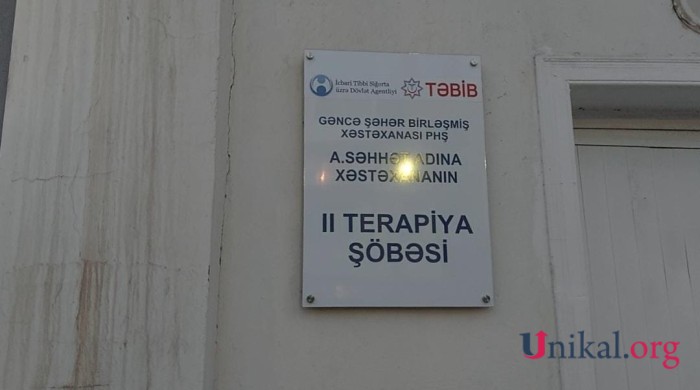 İcbari Tibbi Sığorta
üzrə Dövlət Agentliyi
TƏBİB
GƏNCƏ ŞƏHƏR BİRLƏŞMİŞ
XƏSTƏXANASI PHŞ
A.SƏHHƏT ADINA
XƏSTƏXANANIN
II TERAPİYA
ŞÖBƏSİ
Unikal.org